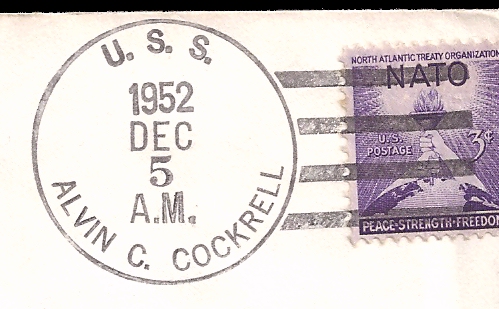 U. S. S.
1952
DEC
5
A.M.
ALVIN C. COCKRELL
NORTH ATLANTIC TREATY ORGANIZATION
NATO
U.S.
POSTAGE
3¢
PEACE·STRENGTH·FREEDOM